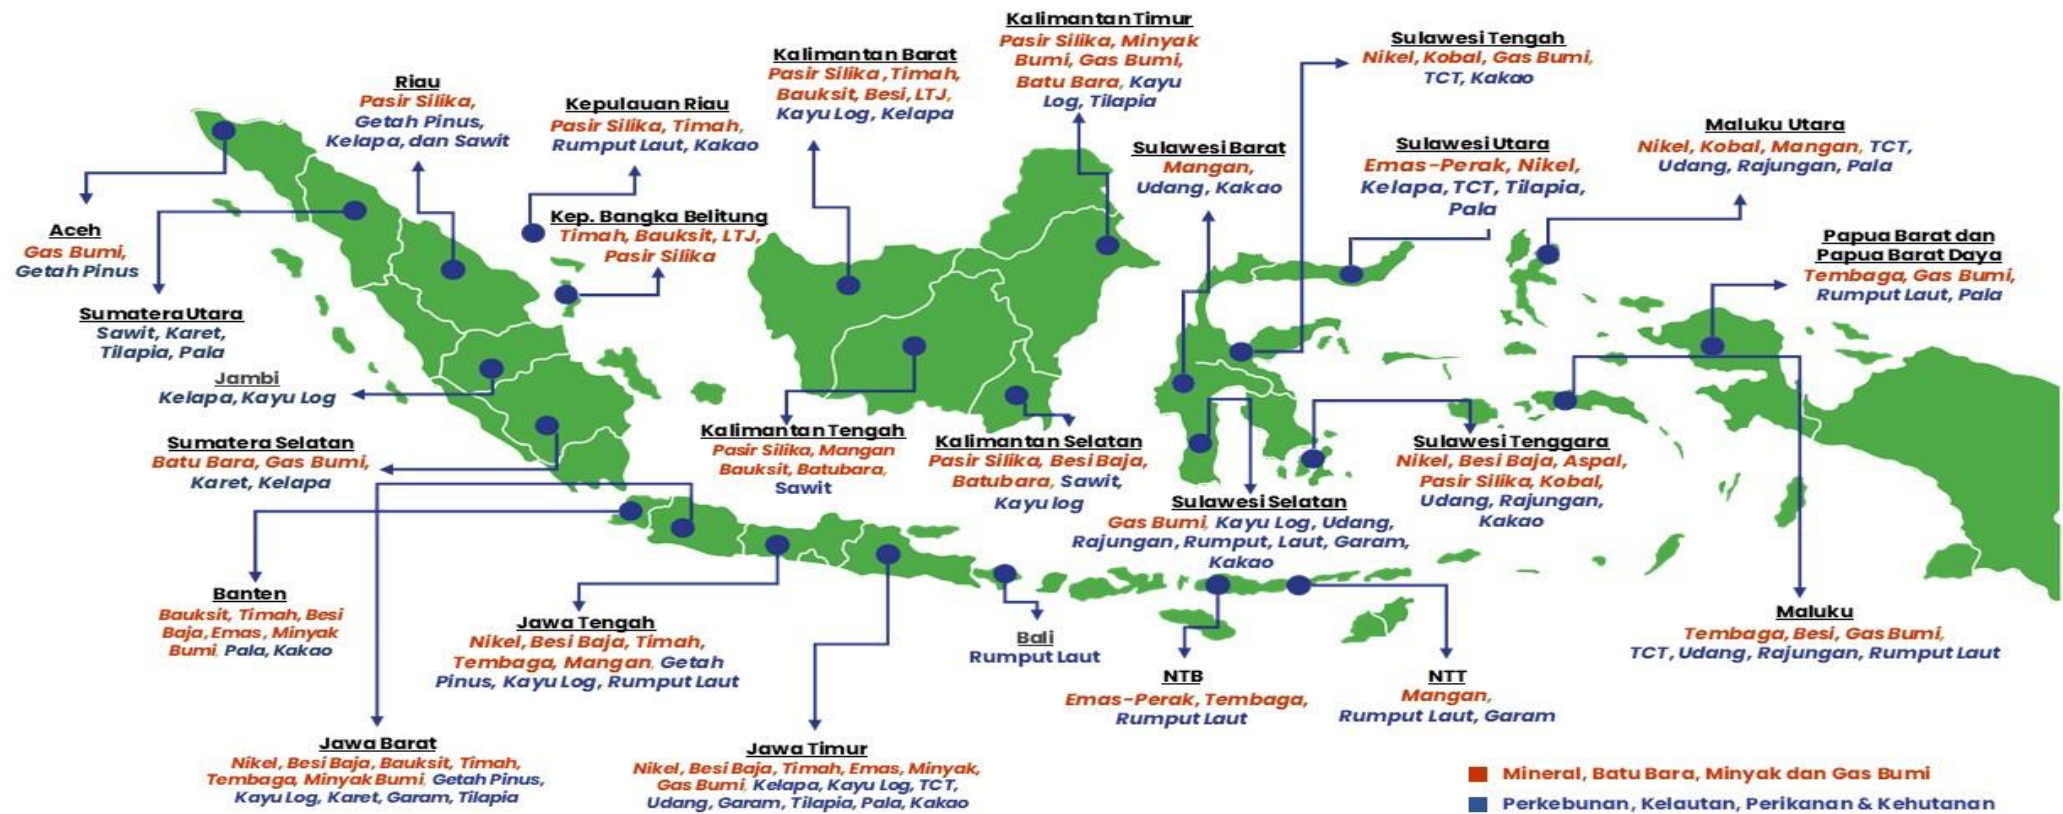 Kalimantan Timur
Pasir Silika, Minyak
Bumi, Gas Bumi,
Batu Bara, Kayu
Log, Tilapia
Sulawesi Tengah
Nikel, Kobal, Gas Bumi,
TCT, Kakao
Kalimantan Barat
Pasir Silika, Timah,
Bauksit, Besi, LTJ,
Kayu Log, Kelapa
Riau
Pasir Silika,
Getah Pinus,
Kelapa, dan Sawit
Kepulauan Riau
Pasir Silika, Timah,
Rumput Laut, Kakao
Sulawesi Barat
Mangan,
Udang, Kakao
Sulawesi Utara
Emas-Perak, Nikel,
Kelapa, TCT, Tilapia,
Pala
Maluku Utara
Nikel, Kobal, Mangan, TCT,
Udang, Rajungan, Pala
Kep. Bangka Belitung
Timah, Bauksit, LTJ,
Pasir Silika
Aceh
Gas Bumi,
Getah Pinus
Papua Barat dan
Papua Barat Daya
Tembaga, Gas Bumi,
Rumput Laut, Pala
Sumatera Utara
Sawit, Karet,
Tilapia, Pala
Jambi
Kelapa, Kayu Log
Sumatera Selatan
Batu Bara, Gas Bumi,
Karet, Kelapa
Kalimantan Tengah
Pasir Silika, Mangan
Bauksit, Batubara,
Sawit
Kalimantan Selatan
Pasir Silika, Besi Baja,
Batubara, Sawit,
Kayu log
Sulawesi Tenggara
Nikel, Besi Baja, Aspal,
Pasir Silika, Kobal,
Udang, Rajungan,
Kakao
Sulawesi Selatan
Gas Bumi, Kayu Log, Udang,
Rajungan, Rumput, Laut, Garam,
Kakao
Banten
Bauksit, Timah, Besi
Baja, Emas, Minyak
Bumi, Pala, Kakao
Jawa Tengah
Nikel, Besi Baja, Timah,
Tembaga, Mangan, Getah
Pinus, Kayu Log, Rumput Laut
Bali
Rumput Laut
Maluku
Tembaga, Besi, Gas Bumi,
TCT, Udang, Rajungan, Rumput Laut
NTB
Emas-Perak, Tembaga,
Rumput Laut
NTT
Mangan,
Rumput Laut, Garam
Jawa Barat
Nikel, Besi Baja, Bauksit, Timah,
Tembaga, Minyak Bumi, Getah Pinus,
Kayu Log, Karet, Garam, Tilapia
Jawa Timur
Nikel, Besi Baja, Timah, Emas, Minyak,
Gas Bumi, Kelapa, Kayu Log, TCT,
Udang, Garam, Tilapia, Pala, Kakao
Mineral, Batu Bara, Minyak dan Gas Bumi
Perkebunan, Kelautan, Perikanan & Kehutanan